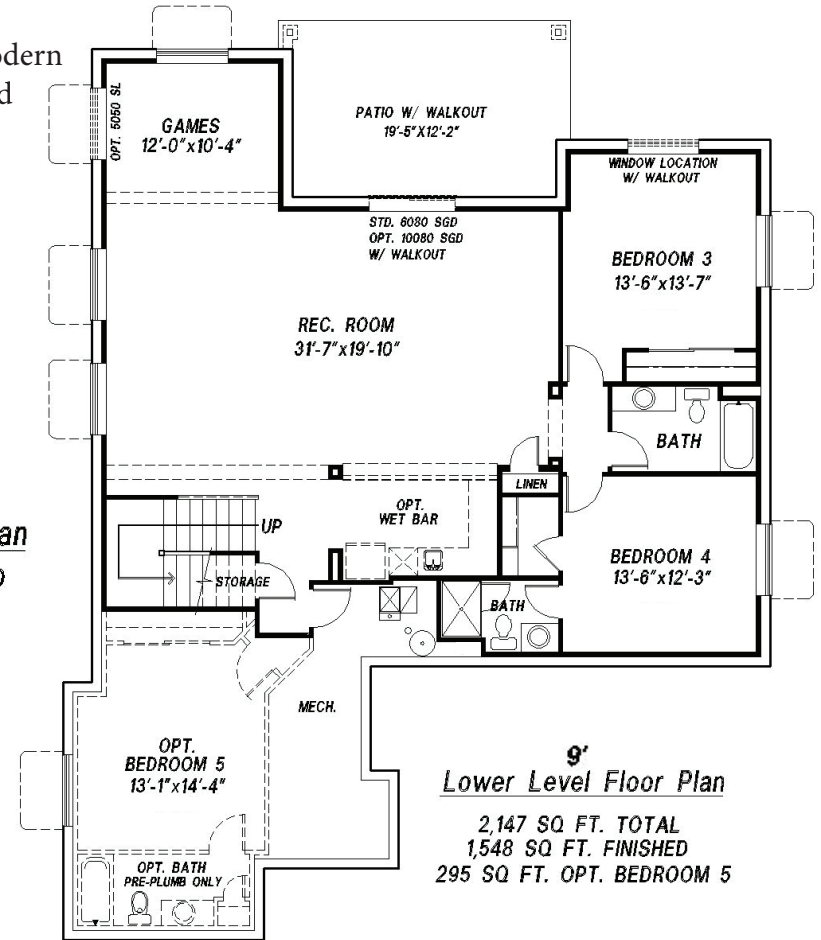 GAMES
12'-0"x10'-4"
OPT. 5050 SL
PATIO W/ WALKOUT
19'-5"X12'-2"
WINDOW LOCATION
W/ WALKOUT
STD. 6080 SGD
OPT. 10080 SGD
W/ WALKOUT
BEDROOM 3
13'-6"x13'-7"
REC. ROOM
31'-7"x19'-10"
BATH
LINEN
OPT.
WET BAR
UP
STORAGE
BEDROOM 4
13'-6"x12'-3"
BATH
MECH.
OPT.
BEDROOM 5
13'-1"x14'-4"
OPT. BATH
PRE-PLUMB ONLY
9'
Lower Level Floor Plan
2,147 SQ FT. TOTAL
1,548 SQ FT. FINISHED
295 SQ FT. OPT. BEDROOM 5